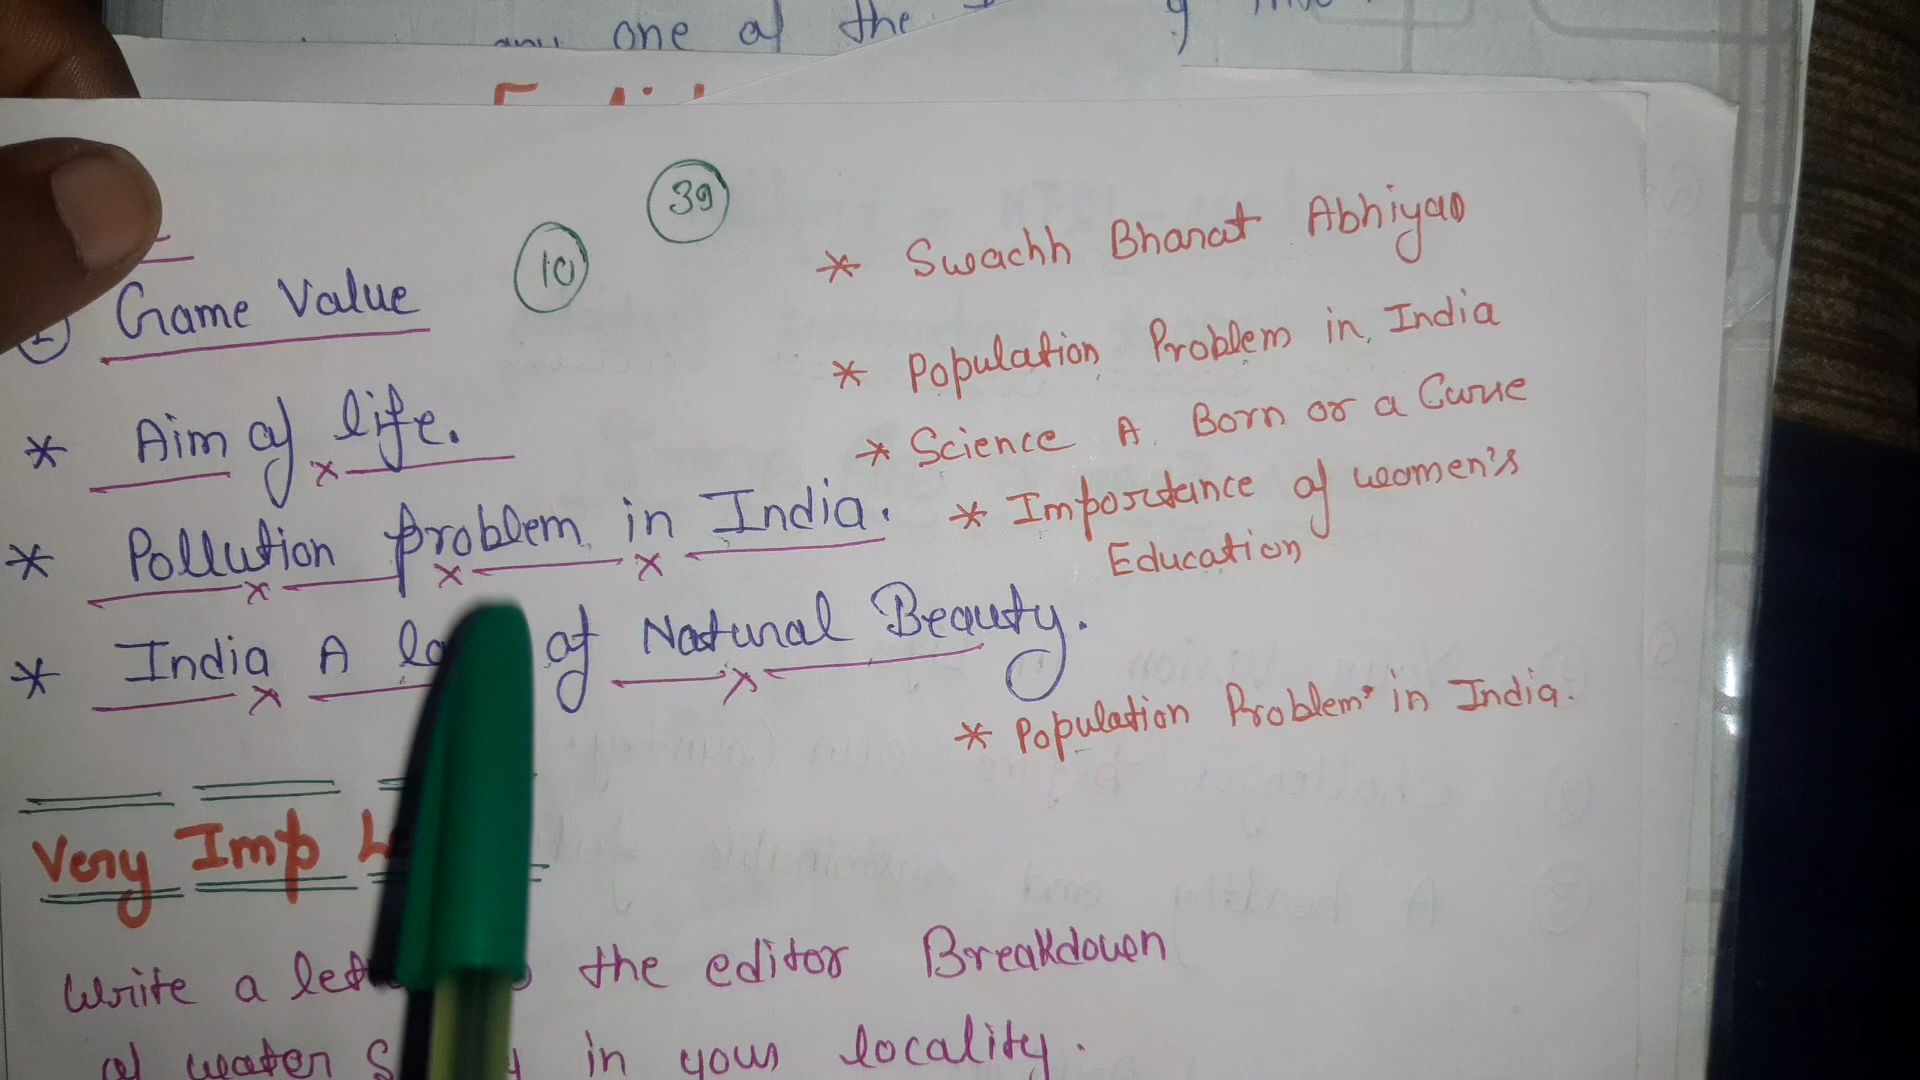 one of the
39
10
Game Value
* Aim of life.
* Pollution problem in India.
* India A of Natural Beauty.
* Swachh Bharat Abhiyan
* Population Problem in India
* Science A Born or a Curse
* Importance of women's
Education
* Population Problem in India.
Very Imp
Write a the editor Breakdown
of water in your locality.